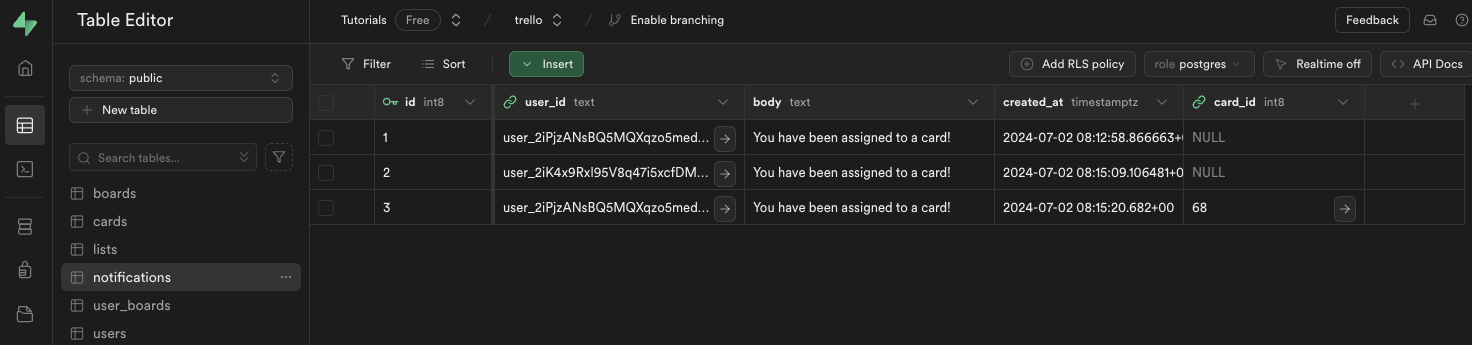 Table Editor
Tutorials Free / trello / Enable branching Feedback
schema: public
New table
Search tables...
boards
cards
lists
notifications ...
user_boards
users
Filter Sort Insert Add RLS policy role postgres Realtime off API Docs
id int8 user_id text body text created_at timestamptz card_id int8
1 user_2iPjzANsBQ5MQXqzo5med... You have been assigned to a card! 2024-07-02 08:12:58.866663+ NULL
2 user_2iK4x9Rxl95V8q47i5xcfDM... You have been assigned to a card! 2024-07-02 08:15:09.106481+0 NULL
3 user_2iPjzANsBQ5MQXqzo5med... You have been assigned to a card! 2024-07-02 08:15:20.682+00 68